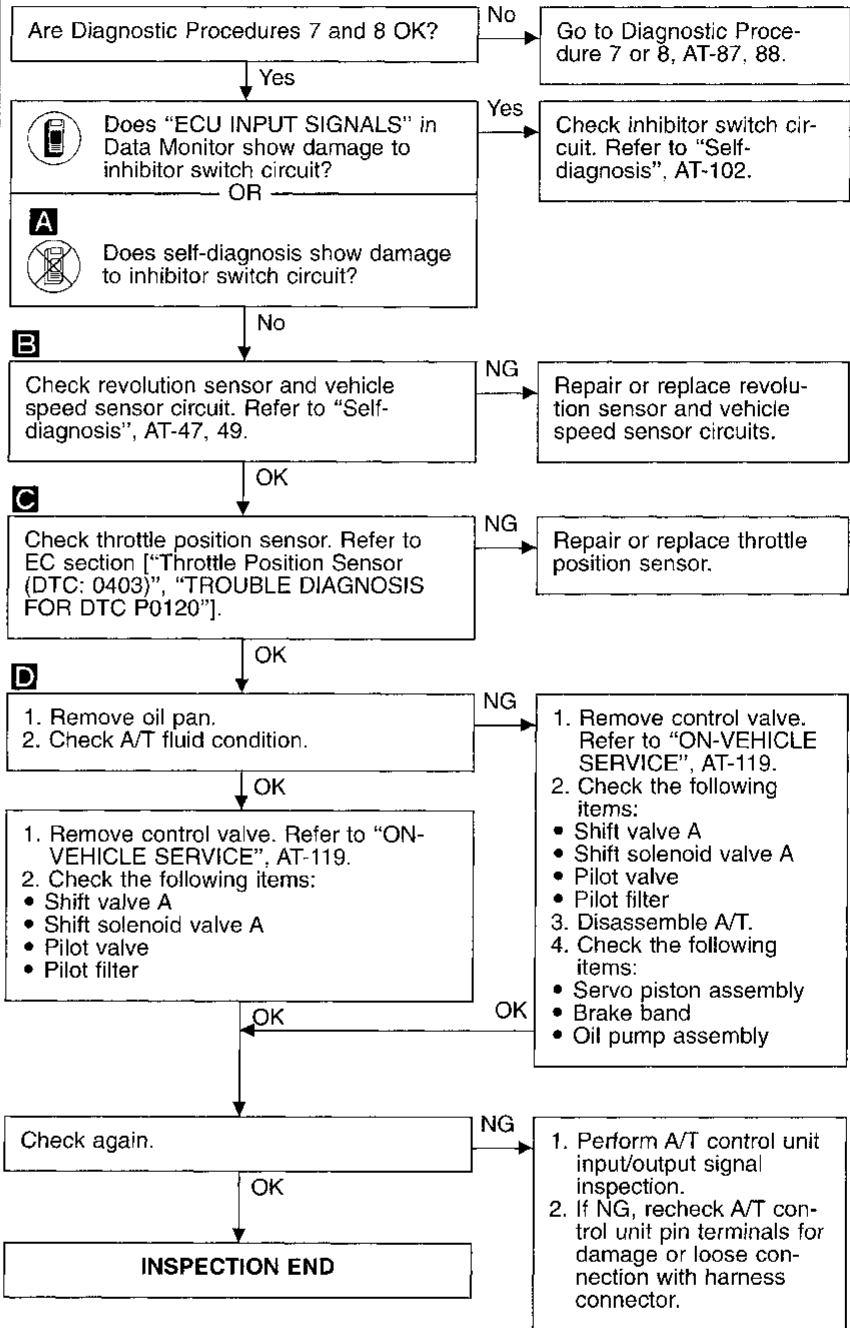 Are Diagnostic Procedures 7 and 8 OK?
No
Go to Diagnostic Proce-
dure 7 or 8, AT-87, 88.
Yes
Does “ECU INPUT SIGNALS” in
Data Monitor show damage to
inhibitor switch circuit?
Yes
Check inhibitor switch cir-
cuit. Refer to “Self-
diagnosis”, AT-102.
OR
A
Does self-diagnosis show damage
to inhibitor switch circuit?
No
B
Check revolution sensor and vehicle
speed sensor circuit. Refer to “Self-
diagnosis”, AT-47, 49.
NG
Repair or replace revolu-
tion sensor and vehicle
speed sensor circuits.
OK
C
Check throttle position sensor. Refer to
EC section [“Throttle Position Sensor
(DTC: 0403)”, “TROUBLE DIAGNOSIS
FOR DTC P0120”].
NG
Repair or replace throttle
position sensor.
OK
D
1. Remove oil pan.
2. Check A/T fluid condition.
NG
1. Remove control valve.
Refer to “ON-VEHICLE
SERVICE”, AT-119.
2. Check the following
items:
• Shift valve A
• Shift solenoid valve A
• Pilot valve
• Pilot filter
3. Disassemble A/T.
4. Check the following
items:
• Servo piston assembly
• Brake band
• Oil pump assembly
OK
1. Remove control valve. Refer to “ON-
VEHICLE SERVICE”, AT-119.
2. Check the following items:
• Shift valve A
• Shift solenoid valve A
• Pilot valve
• Pilot filter
OK
OK
Check again.
NG
1. Perform A/T control unit
input/output signal
inspection.
2. If NG, recheck A/T con-
trol unit pin terminals for
damage or loose con-
nection with harness
connector.
OK
INSPECTION END